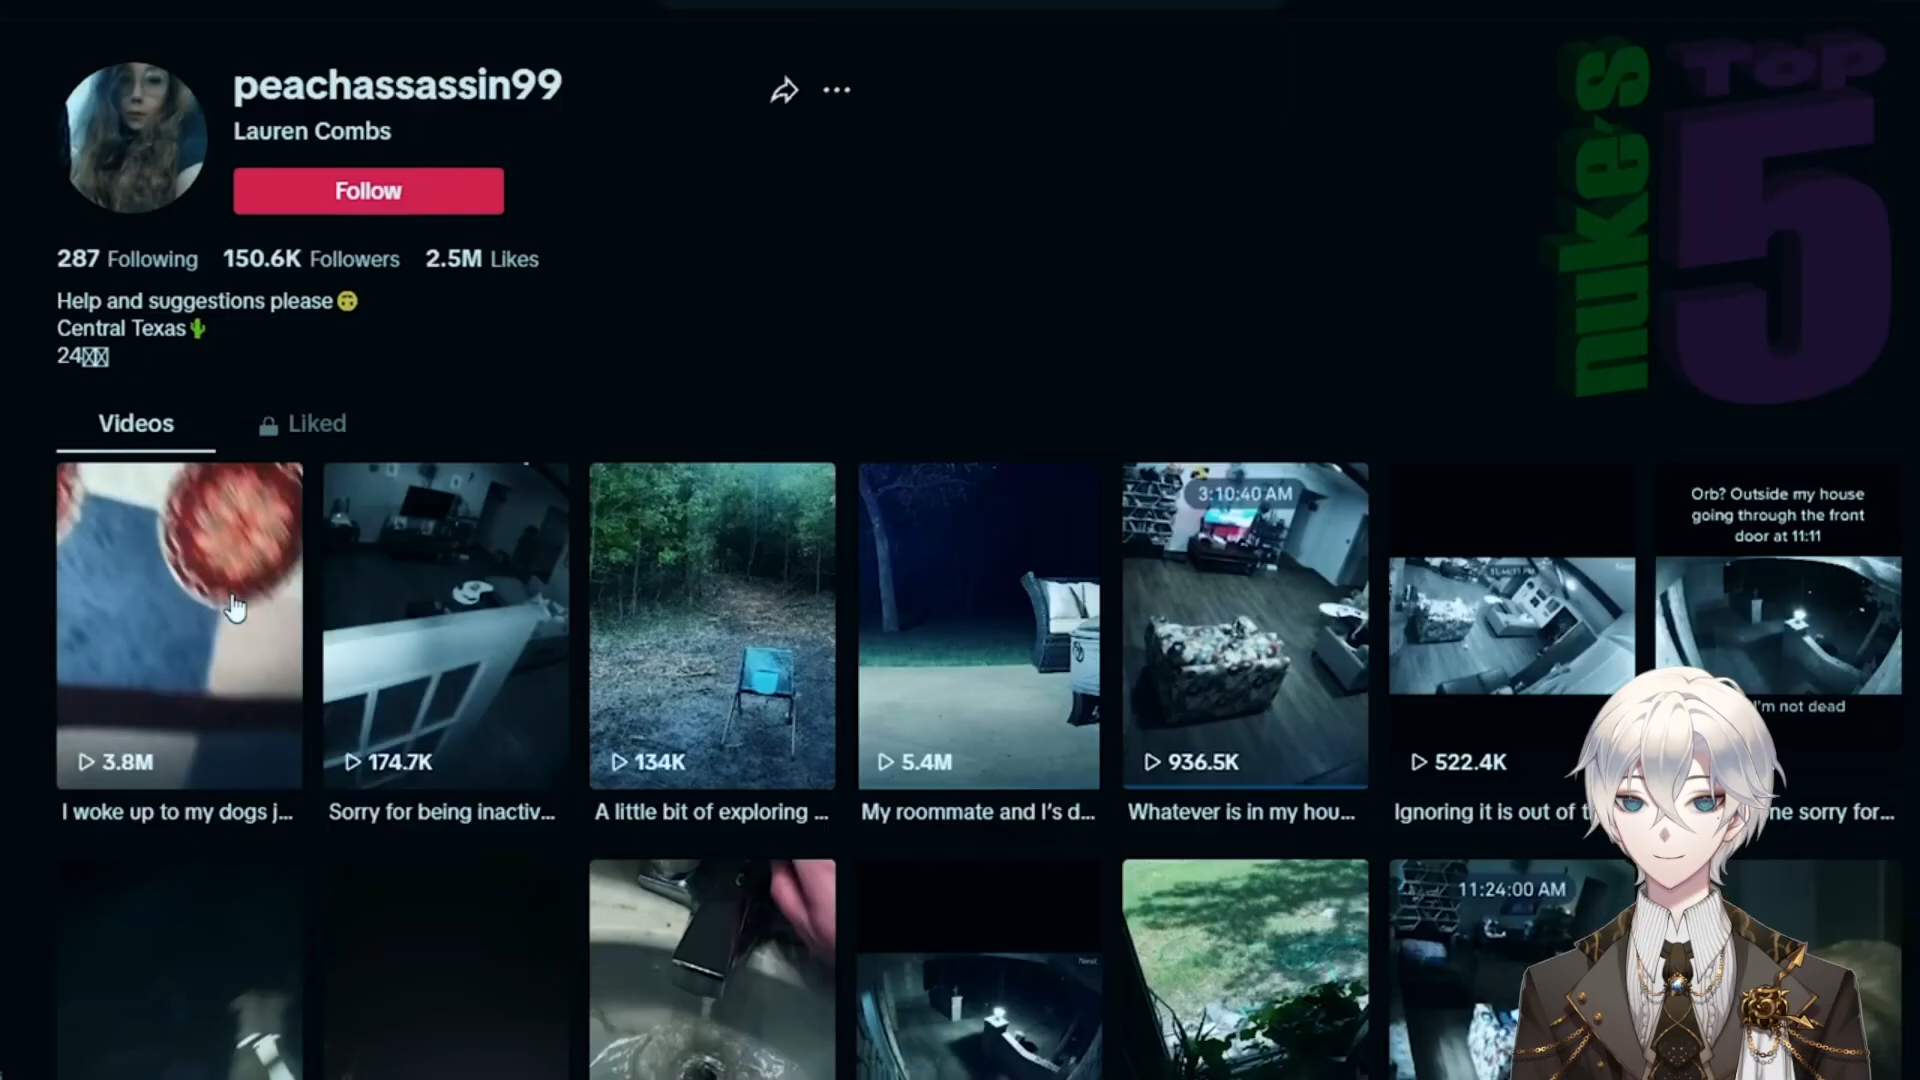 peachassassin99
Lauren Combs
Follow
287 Following 150.6K Followers 2.5M Likes
Help and suggestions please🙃
Central Texas🌵
24
Videos
Liked
nuke's
TOP
5
3:10:40 AM
Orb? Outside my house
going through the front
door at 11:11
I'm not dead
Nest
3.8M
174.7K
134K
5.4M
936.5K
522.4K
I woke up to my dogs j...
Sorry for being inactiv...
A little bit of exploring ...
My roommate and I's d...
Whatever is in my hou...
Ignoring it is out of t
ne sorry for...
Nest
11:24:00 AM